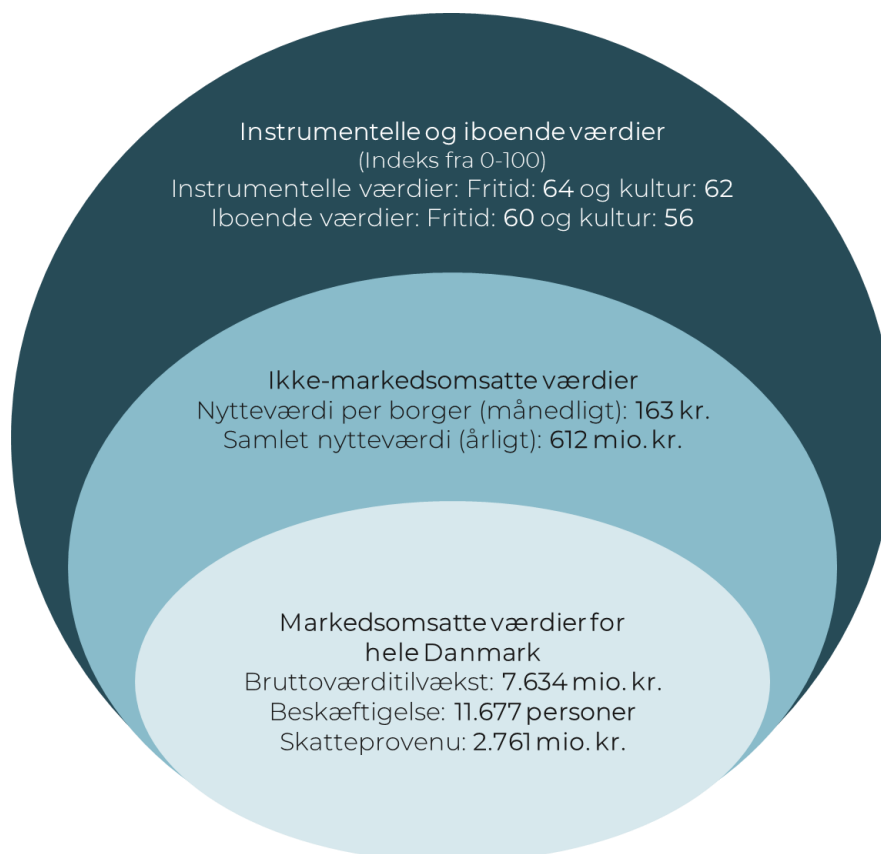 Instrumentelle og iboende værdier
(Indeks fra 0-100)
Instrumentelle værdier: Fritid: 64 og kultur: 62
Iboende værdier: Fritid: 60 og kultur: 56
Ikke-markedsomsatte værdier
Nytteværdi per borger (månedligt): 163 kr.
Samlet nytteværdi (årligt): 612 mio. kr.
Markedsomsatte værdier for
hele Danmark
Bruttoværditilvækst: 7.634 mio. kr.
Beskæftigelse: 11.677 personer
Skatteprovenu: 2.761 mio. kr.